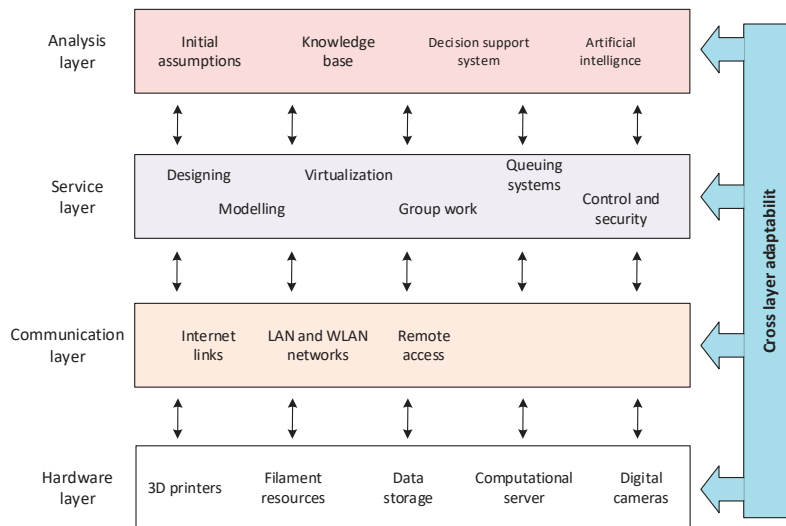 Analysis
layer
Initial
assumptions
Knowledge
base
Decision support
system
Artificial
intellignce
Service
layer
Designing
Modelling
Virtualization
Group work
Queuing
systems
Control and
security
Communication
layer
Internet
links
LAN and WLAN
networks
Remote
access
Hardware
layer
3D printers
Filament
resources
Data
storage
Computational
server
Digital
cameras
Cross layer adaptabilit